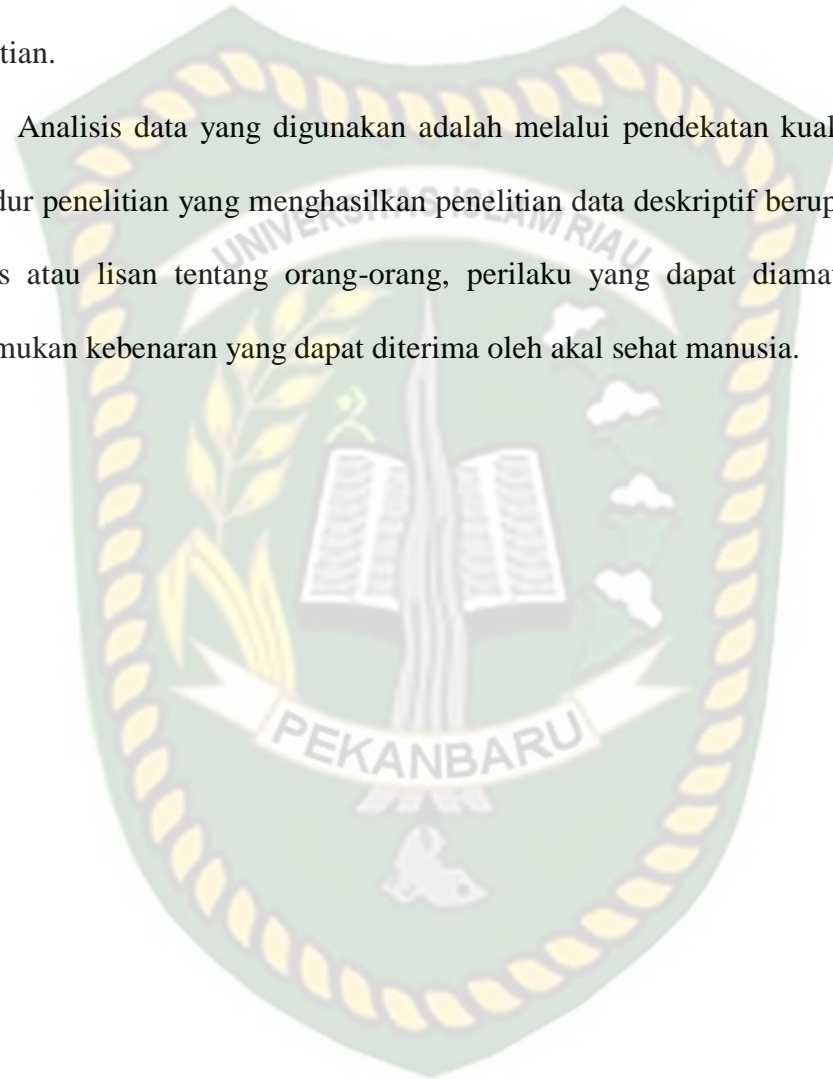 tian.
Analisis data yang digunakan adalah melalui pendekatan kual
dur penelitian yang menghasilkan penelitian data deskriptif berup
s atau lisan tentang orang-orang, perilaku yang dapat diamat
mukan kebenaran yang dapat diterima oleh akal sehat manusia.
UNIVERSITAS ISLAM RIAU
PEKANBARU